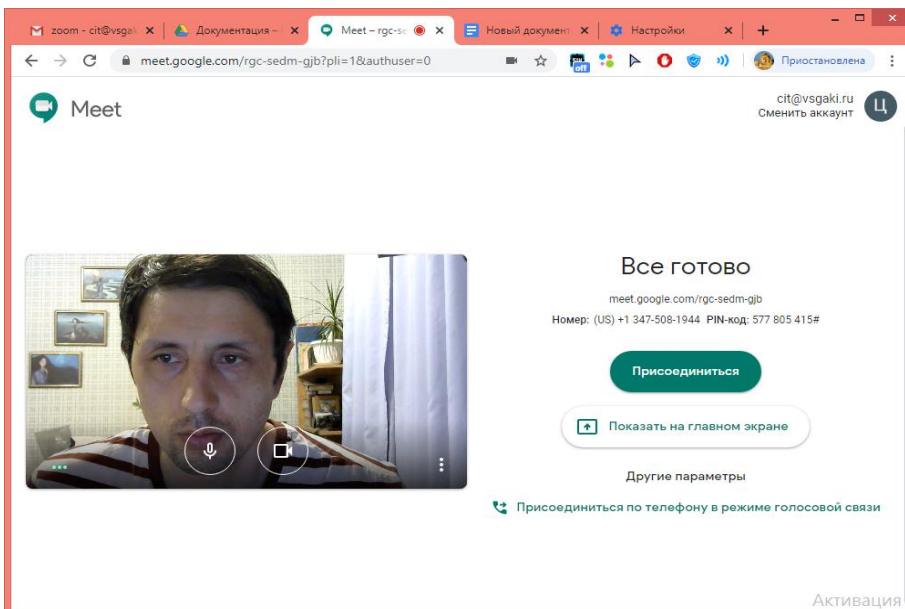 zoom - cit@vsgak
Документация –
Meet – rgc-se
Новый документ
Настройки
meet.google.com/rgc-sedm-gjb?pli=1&authuser=0
off
Приостановлена
Meet
cit@vsgaki.ru
Сменить аккаунт
Ц
Все готово
meet.google.com/rgc-sedm-gjb
Номер: (US) +1 347-508-1944 PIN-код: 577 805 415#
Присоединиться
Показать на главном экране
Другие параметры
Присоединиться по телефону в режиме голосовой связи
Активация